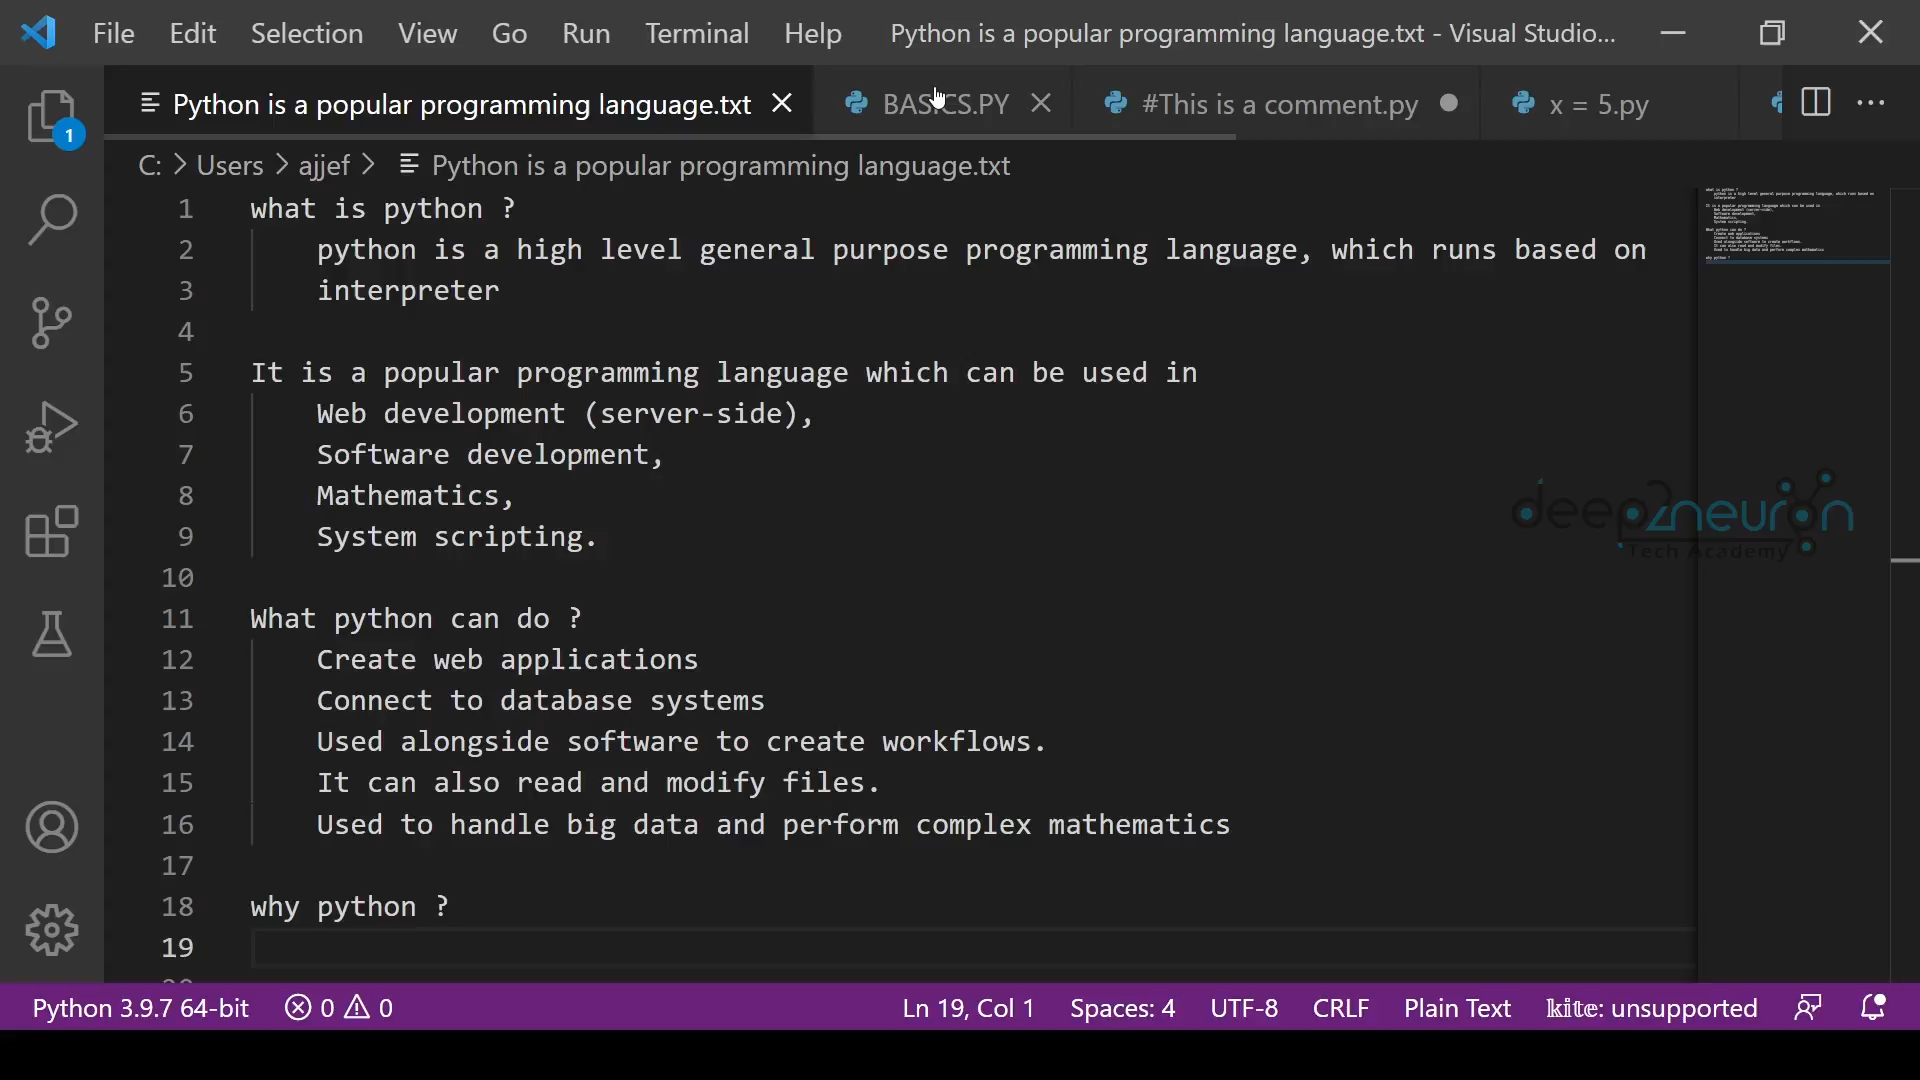 File Edit Selection View Go Run Terminal Help Python is a popular programming language.txt - Visual Studio...
Python is a popular programming language.txt BASICS.PY #This is a comment.py x = 5.py
C: > Users > ajjef > Python is a popular programming language.txt
1
1 what is python ?
2 python is a high level general purpose programming language, which runs based on
3 interpreter
4
5 It is a popular programming language which can be used in
6 Web development (server-side),
7 Software development,
8 Mathematics,
9 System scripting.
deep2neuron
Tech Academy
10
11 What python can do ?
12 Create web applications
13 Connect to database systems
14 Used alongside software to create workflows.
15 It can also read and modify files.
16 Used to handle big data and perform complex mathematics
17
18 why python ?
19
Python 3.9.7 64-bit 0 0 Ln 19, Col 1 Spaces: 4 UTF-8 CRLF Plain Text kite: unsupported